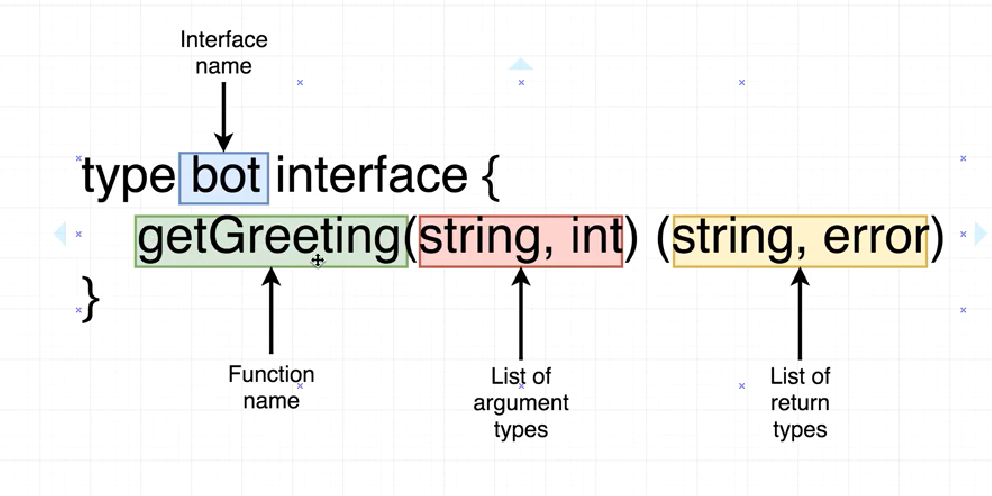 Interface
name
type bot interface {
getGreeting(string, int) (string, error)
}
Function
name
List of
argument
types
List of
return
types